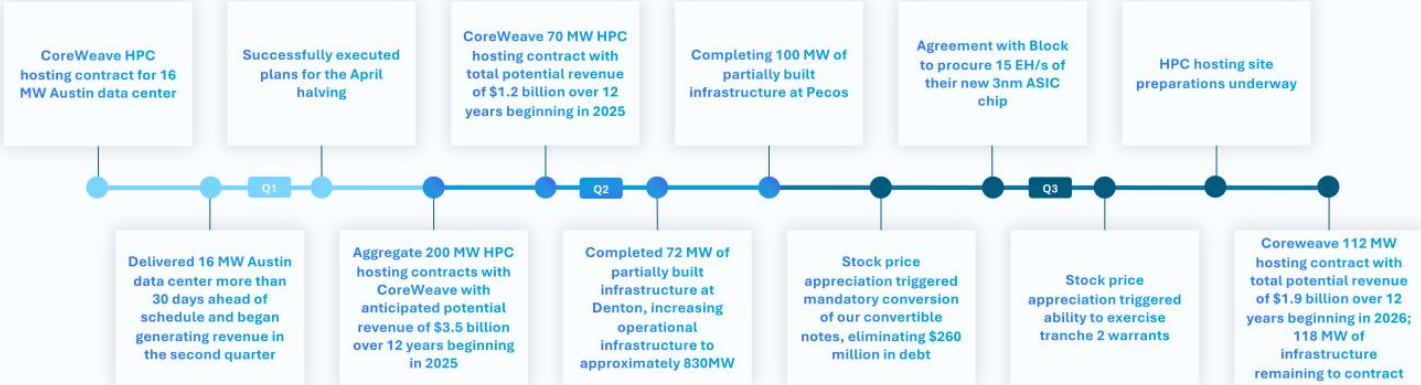 CoreWeave HPC
hosting contract for 16
MW Austin data center
Successfully executed
plans for the April
halving
CoreWeave 70 MW HPC
hosting contract with
total potential revenue
of $1.2 billion over 12
years beginning in 2025
Completing 100 MW of
partially built
infrastructure at Pecos
Agreement with Block
to procure 15 EH/s of
their new 3nm ASIC
chip
HPC hosting site
preparations underway
Q1
Q2
Q3
Delivered 16 MW Austin
data center more than
30 days ahead of
schedule and began
generating revenue in
the second quarter
Aggregate 200 MW HPC
hosting contracts with
CoreWeave with
anticipated potential
revenue of $3.5 billion
over 12 years beginning
in 2025
Completed 72 MW of
partially built
infrastructure at
Denton, increasing
operational
infrastructure to
approximately 830MW
Stock price
appreciation triggered
mandatory conversion
of our convertible
notes, eliminating $260
million in debt
Stock price
appreciation triggered
ability to exercise
tranche 2 warrants
Coreweave 112 MW
hosting contract with
total potential revenue
of $1.9 billion over 12
years beginning in 2026;
118 MW of
infrastructure
remaining to contract